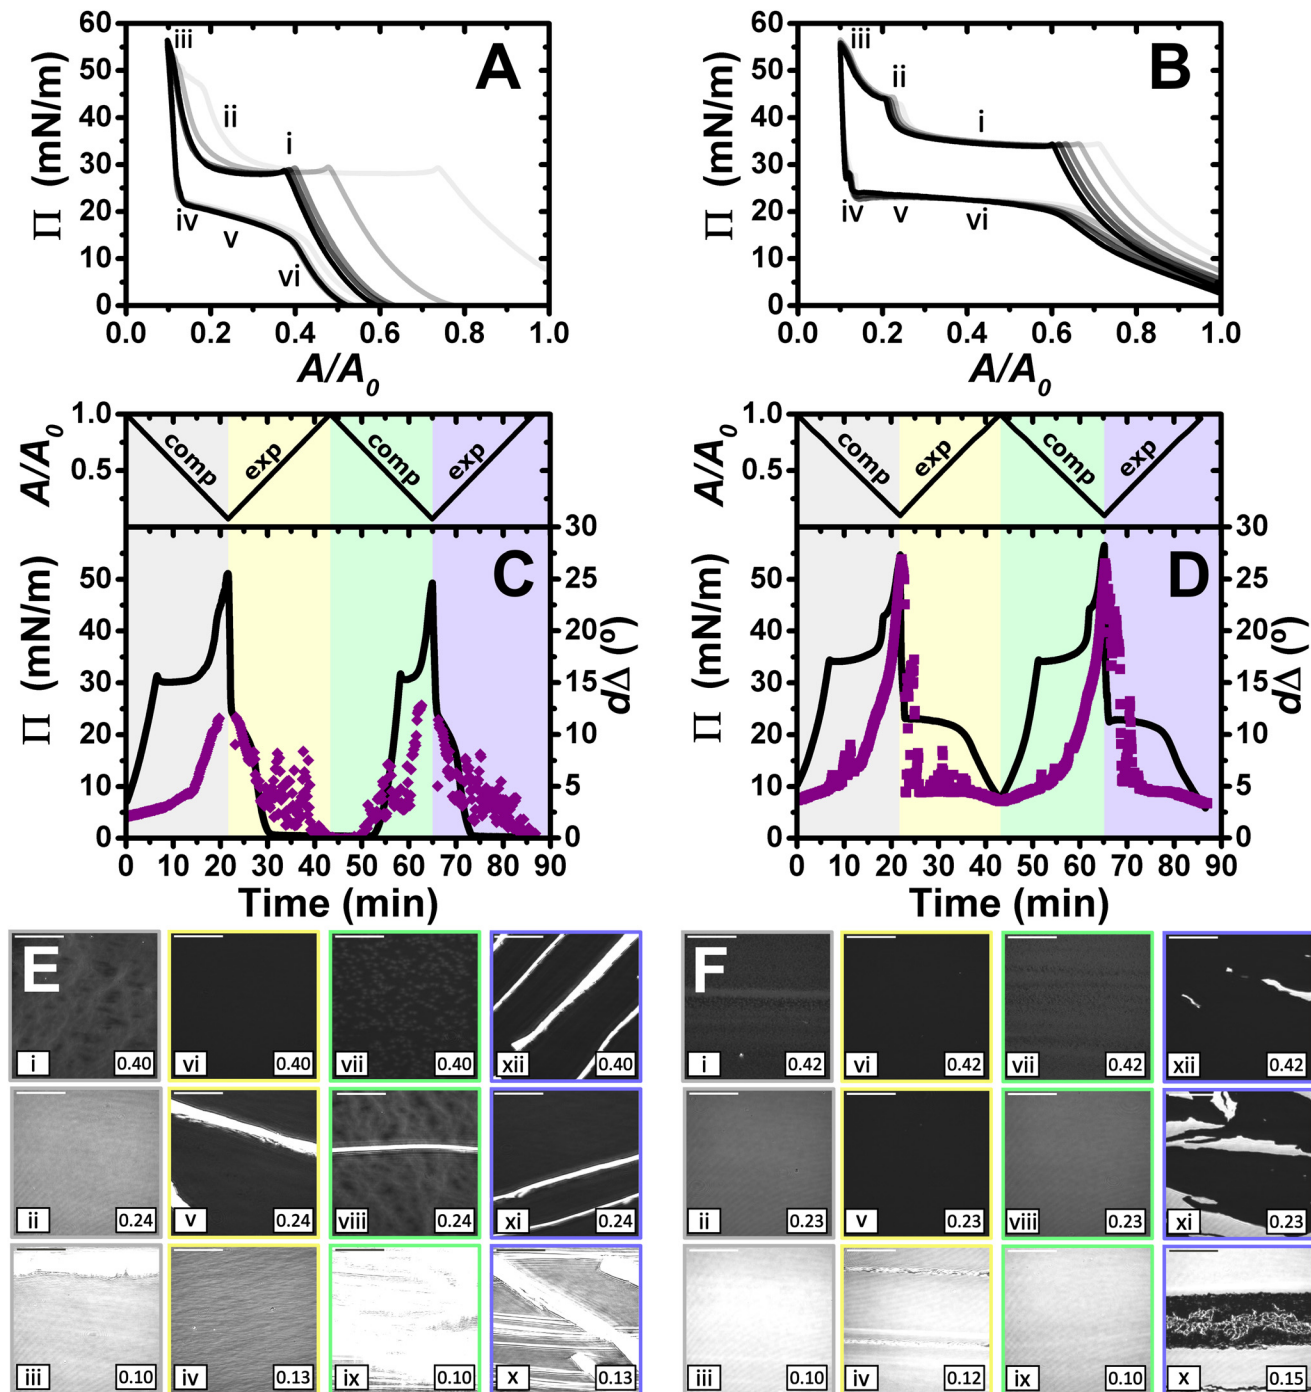 A
Π (mN/m)
60
50
40
30
20
10
0
iii
ii
i
iv
v
vi
0.0 0.2 0.4 0.6 0.8 1.0
A/A0
B
Π (mN/m)
60
50
40
30
20
10
0
iii
ii
i
iv
v
vi
0.0 0.2 0.4 0.6 0.8 1.0
A/A0
A/A0
1.0
0.5
comp
exp
comp
exp
C
Π (mN/m)
50
40
30
20
10
0
30
25
20
15
10
5
0
dΔ (°)
0 10 20 30 40 50 60 70 80 90
Time (min)
A/A0
1.0
0.5
comp
exp
comp
exp
D
Π (mN/m)
50
40
30
20
10
0
30
25
20
15
10
5
0
dΔ (°)
0 10 20 30 40 50 60 70 80 90
Time (min)
E
i 0.40
vi 0.40
vii 0.40
xii 0.40
ii 0.24
v 0.24
viii 0.24
xi 0.24
iii 0.10
iv 0.13
ix 0.10
x 0.13
F
i 0.42
vi 0.42
vii 0.42
xii 0.42
ii 0.23
v 0.23
viii 0.23
xi 0.23
iii 0.10
iv 0.12
ix 0.10
x 0.15